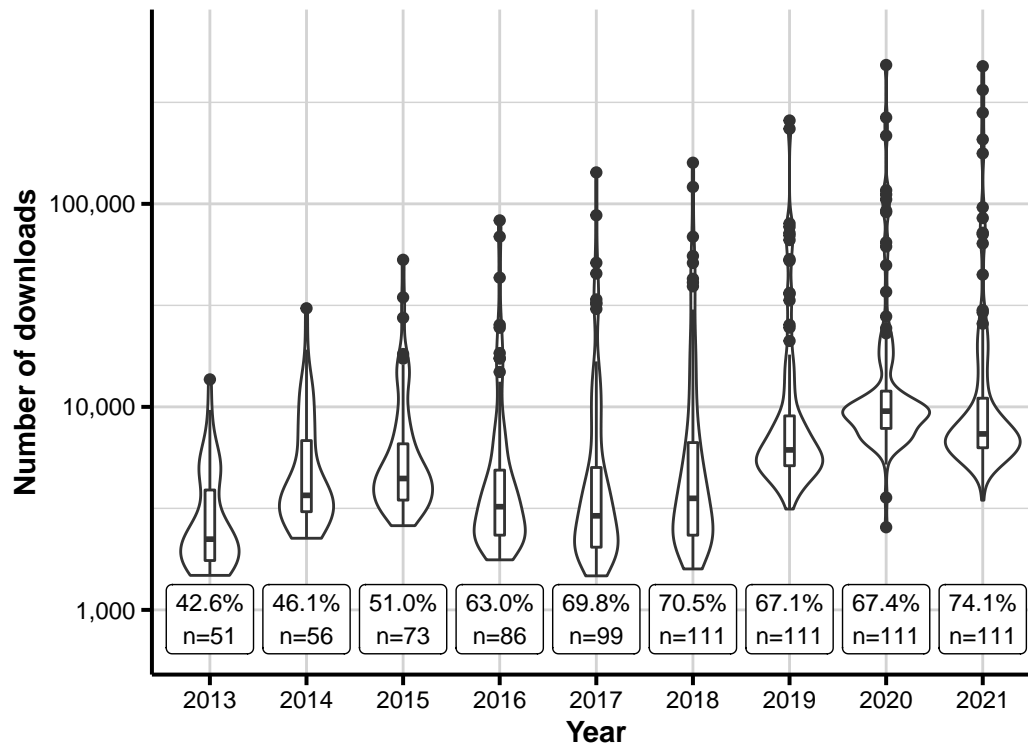 Number of downloads
100,000
10,000
1,000
42.6% 46.1% 51.0% 63.0% 69.8% 70.5% 67.1% 67.4% 74.1%
n=51 n=56 n=73 n=86 n=99 n=111 n=111 n=111 n=111
2013 2014 2015 2016 2017 2018 2019 2020 2021
Year